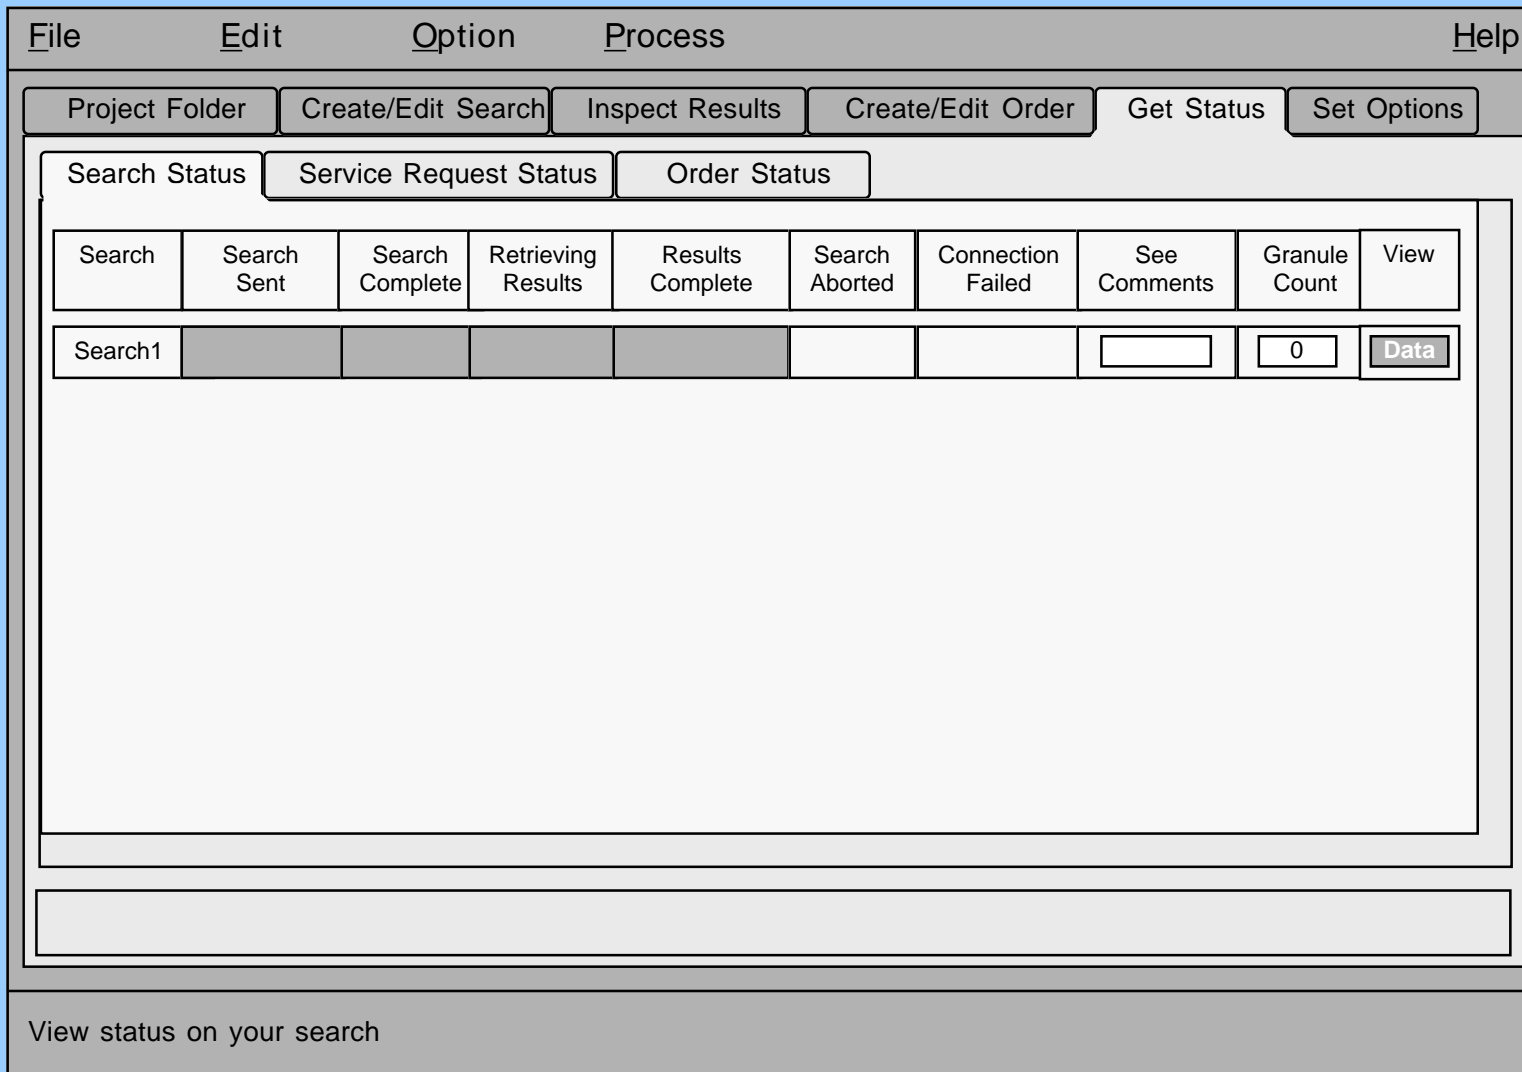 File Edit Option Process Help
Project Folder Create/Edit Search Inspect Results Create/Edit Order Get Status Set Options
Search Status Service Request Status Order Status
Search Search Sent Search Complete Retrieving Results Results Complete Search Aborted Connection Failed See Comments Granule Count View
Search1 0 Data
View status on your search